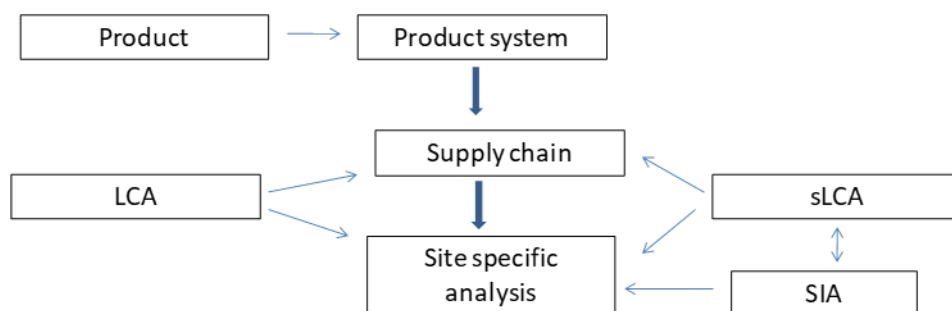 Product
Product system
Supply chain
LCA
sLCA
Site specific
analysis
SIA